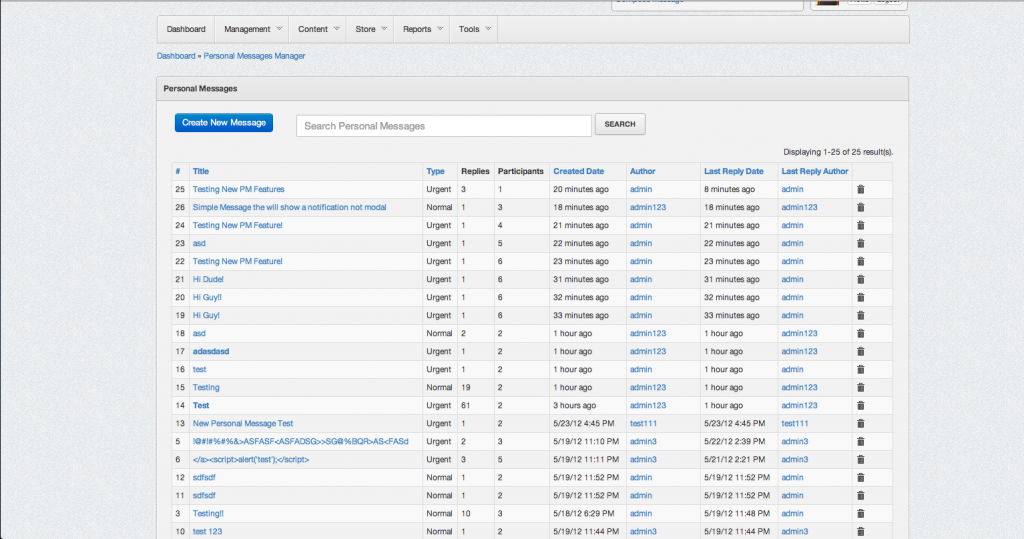 Dashboard Management Content Store Reports Tools
Dashboard » Personal Messages Manager
Personal Messages
Create New Message Search Personal Messages SEARCH
Displaying 1-25 of 25 result(s).
# Title Type Replies Participants Created Date Author Last Reply Date Last Reply Author
25 Testing New PM Features Urgent 3 1 20 minutes ago admin 8 minutes ago admin
26 Simple Message the will show a notification not modal Normal 1 3 18 minutes ago admin123 18 minutes ago admin123
24 Testing New PM Feature! Urgent 1 4 21 minutes ago admin 21 minutes ago admin
23 asd Urgent 1 5 22 minutes ago admin 22 minutes ago admin
22 Testing New PM Feature! Urgent 1 6 23 minutes ago admin 23 minutes ago admin
21 Hi Dude! Urgent 1 6 31 minutes ago admin 31 minutes ago admin
20 Hi Guy!! Urgent 1 6 32 minutes ago admin 32 minutes ago admin
19 Hi Guy! Urgent 1 6 33 minutes ago admin 33 minutes ago admin
18 asd Normal 2 2 1 hour ago admin123 1 hour ago admin123
17 adasdasd Urgent 1 2 1 hour ago admin123 1 hour ago admin123
16 test Urgent 1 2 1 hour ago admin 1 hour ago admin
15 Testing Normal 19 2 1 hour ago admin123 1 hour ago admin123
14 Test Urgent 61 2 3 hours ago admin123 1 hour ago admin123
13 New Personal Message Test Urgent 1 2 5/23/12 4:45 PM test111 5/23/12 4:45 PM test111
5 !@#!#%#%&>ASFASF<ASFADSG>>SG@%BQR>AS<FASd Urgent 2 3 5/19/12 11:10 PM admin3 5/22/12 2:39 PM admin3
6 </a><script>alert('test');</script> Urgent 3 5 5/19/12 11:11 PM admin3 5/21/12 2:21 PM admin3
12 sdfsdf Normal 1 2 5/19/12 11:52 PM admin 5/19/12 11:52 PM admin
11 sdfsdf Normal 1 2 5/19/12 11:52 PM admin 5/19/12 11:52 PM admin
3 Testing!! Normal 10 3 5/18/12 6:29 PM admin 5/19/12 11:48 PM admin
10 test 123 Normal 1 2 5/19/12 11:44 PM admin3 5/19/12 11:44 PM admin3